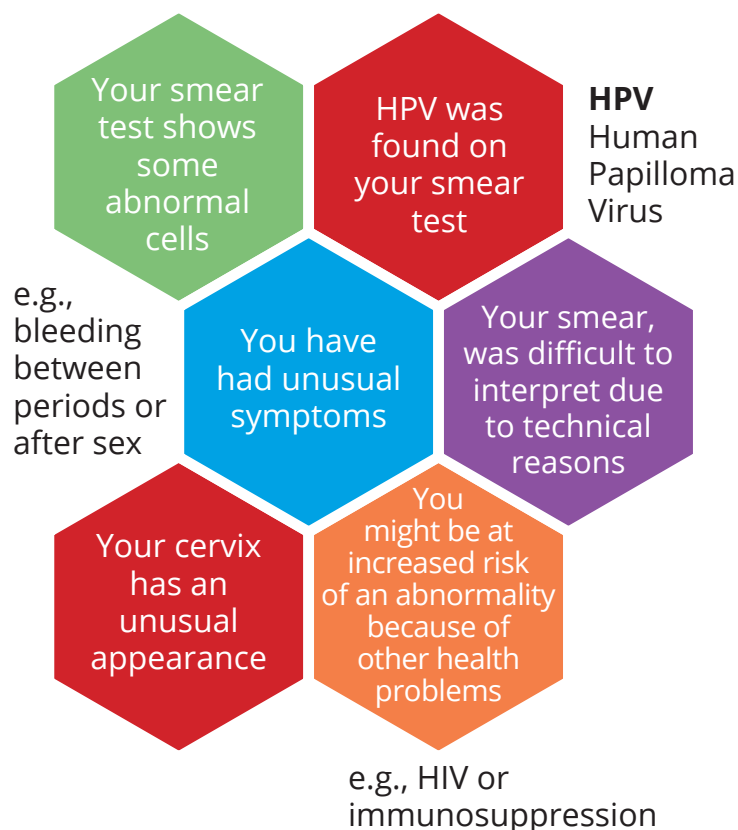 Your smear
test shows
some
abnormal
cells
HPV was
found on
your smear
test
HPV
Human
Papilloma
Virus
e.g.,
bleeding
between
periods or
after sex
You have
had unusual
symptoms
Your smear,
was difficult to
interpret due
to technical
reasons
Your cervix
has an
unusual
appearance
You
might be at
increased risk
of an abnormality
because of
other health
problems
e.g., HIV or
immunosuppression